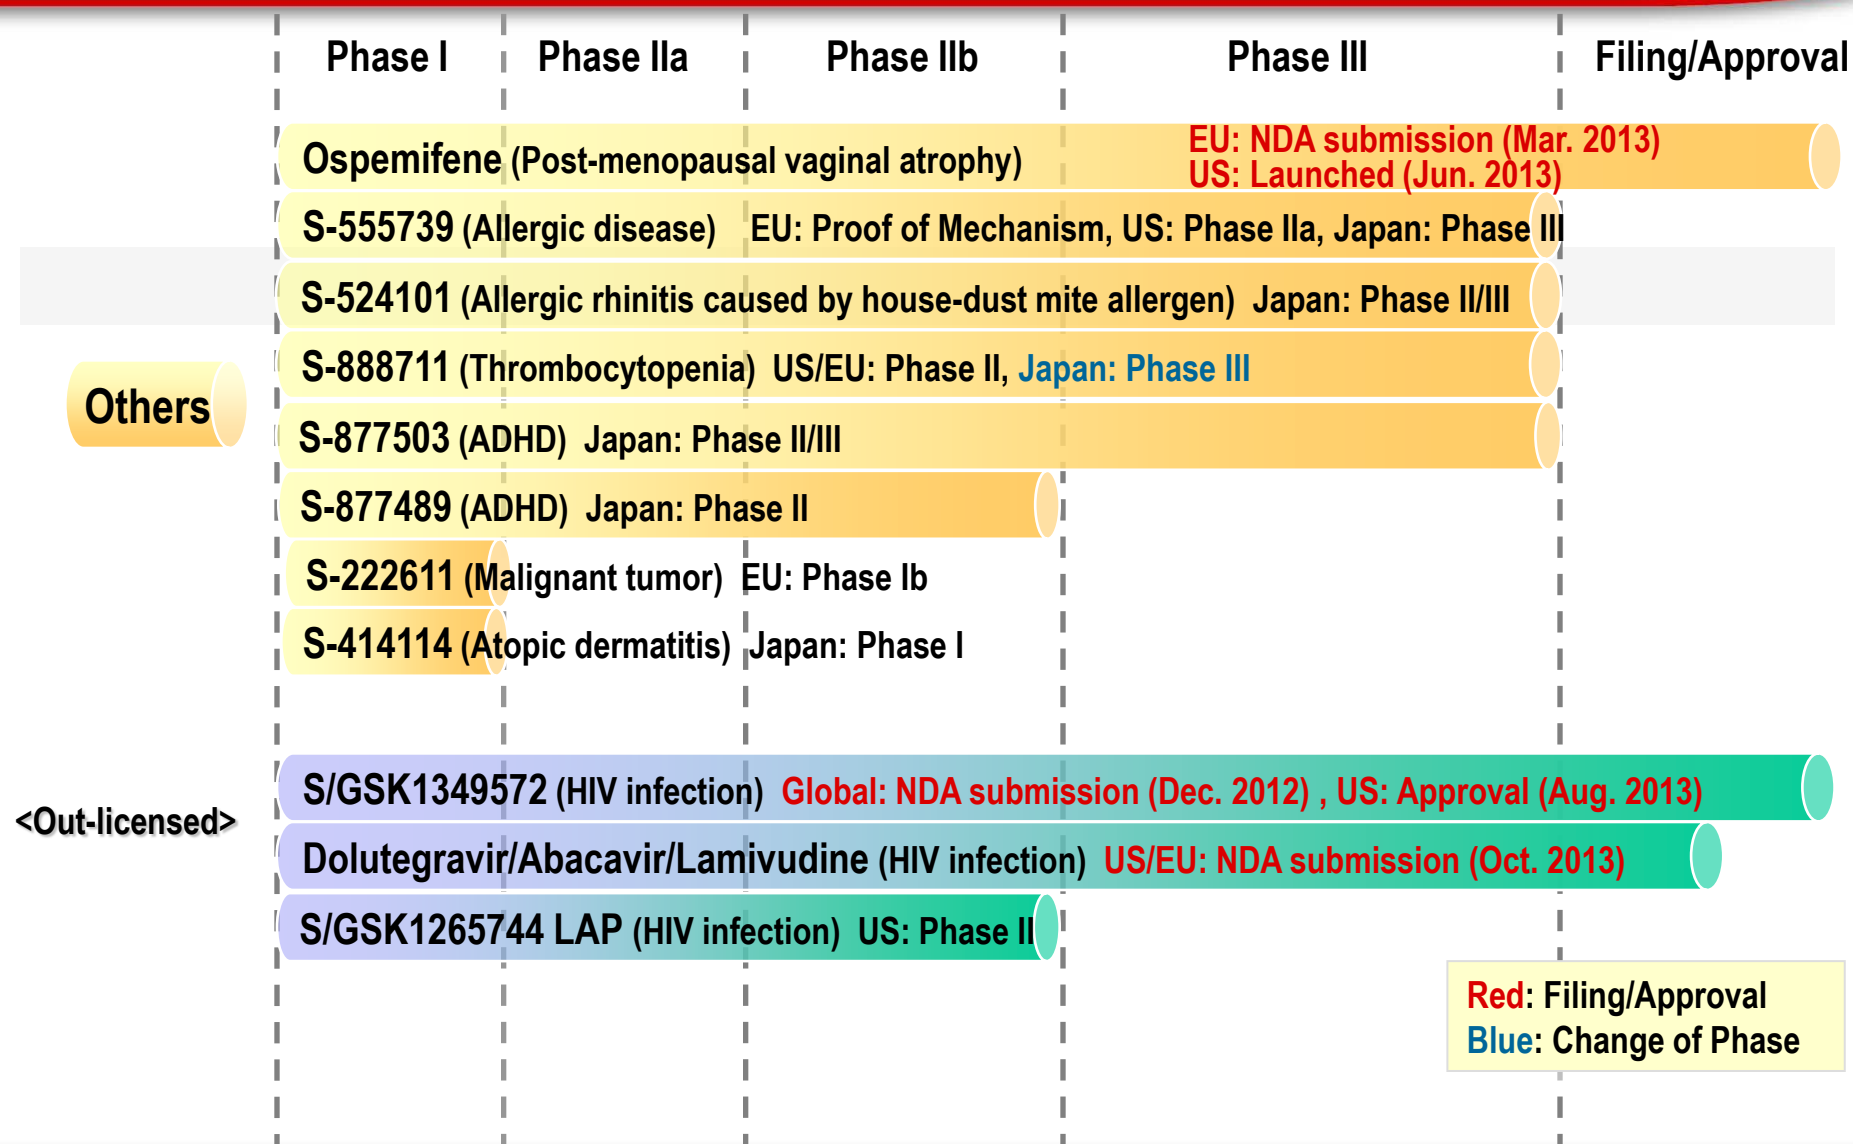 Phase I Phase IIa Phase IIb Phase III Filing/Approval
Ospemifene (Post-menopausal vaginal atrophy)
EU: NDA submission (Mar. 2013)
US: Launched (Jun. 2013)
S-555739 (Allergic disease) EU: Proof of Mechanism, US: Phase IIa, Japan: Phase III
S-524101 (Allergic rhinitis caused by house-dust mite allergen) Japan: Phase II/III
S-888711 (Thrombocytopenia) US/EU: Phase II, Japan: Phase III
Others
S-877503 (ADHD) Japan: Phase II/III
S-877489 (ADHD) Japan: Phase II
S-222611 (Malignant tumor) EU: Phase Ib
S-414114 (Atopic dermatitis) Japan: Phase I
<Out-licensed>
S/GSK1349572 (HIV infection) Global: NDA submission (Dec. 2012) , US: Approval (Aug. 2013)
Dolutegravir/Abacavir/Lamivudine (HIV infection) US/EU: NDA submission (Oct. 2013)
S/GSK1265744 LAP (HIV infection) US: Phase II
Red: Filing/Approval
Blue: Change of Phase